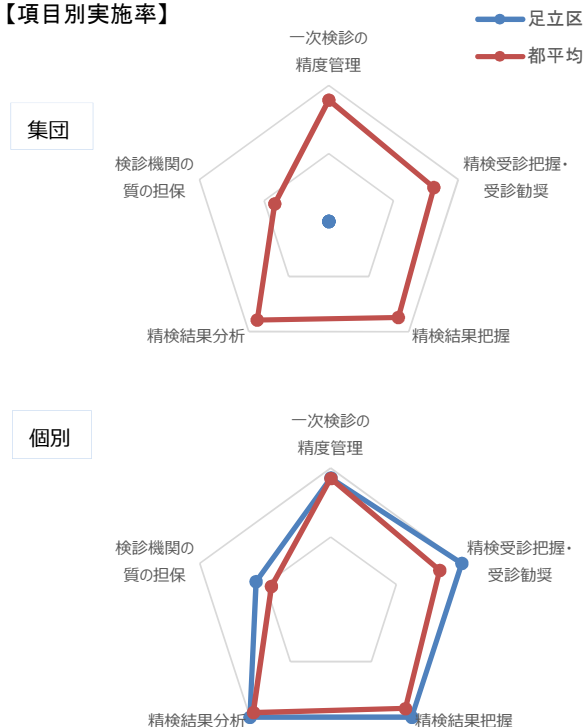 【項目別実施率】
足立区
都平均
集団
一次検診の
精度管理
精検受診把握・
受診勧奨
精検結果把握
精検結果分析
検診機関の
質の担保
個別
一次検診の
精度管理
精検受診把握・
受診勧奨
精検結果把握
精検結果分析
検診機関の
質の担保